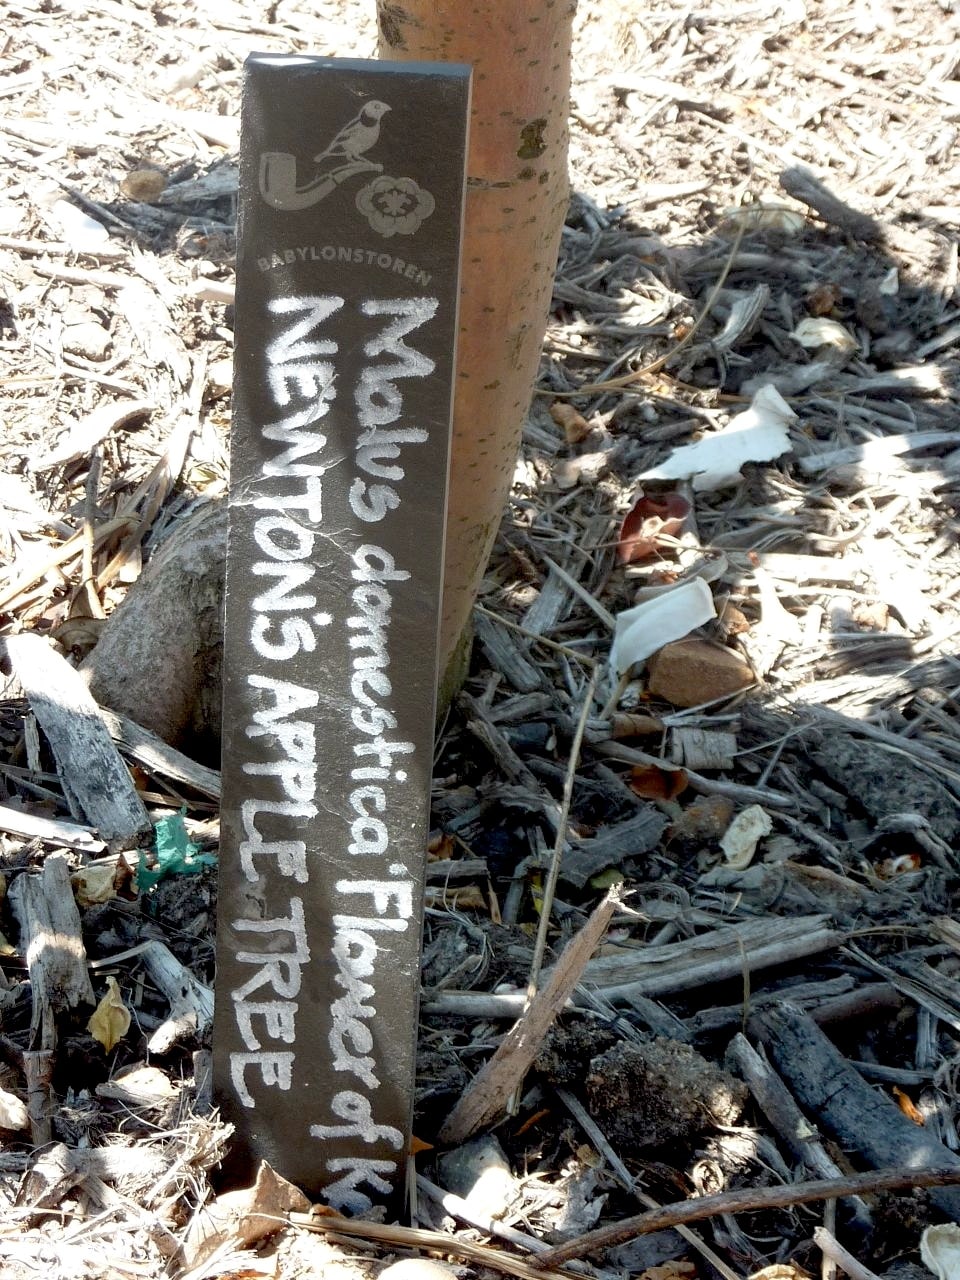 BABYLONSTOREN
Malus domestica 'Flower of K
NEWTON'S APPLE TREE